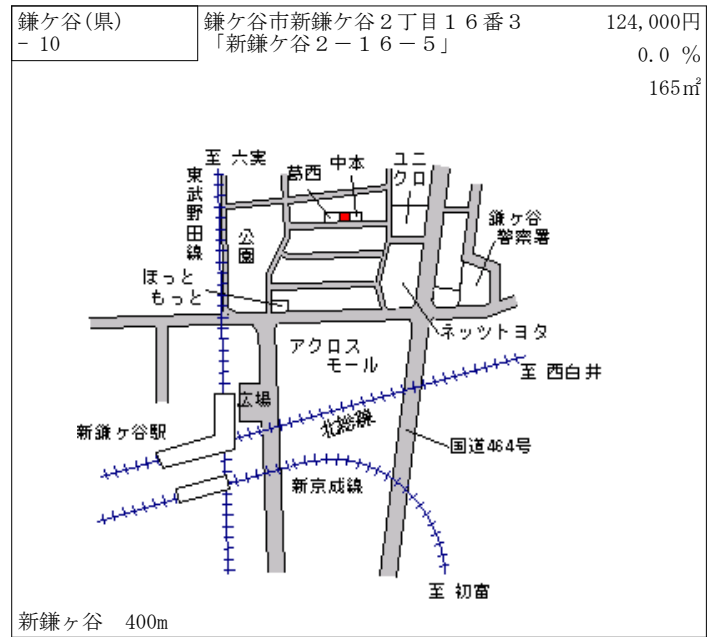 鎌ケ谷(県)
- 10
鎌ケ谷市新鎌ケ谷２丁目１６番３
「新鎌ケ谷２－１６－５」
124,000円
0.0 %
165㎡
至 六実
東武野田線
葛西
中本
ユニ
クロ
公園
鎌ヶ谷
警察署
ほっと
もっと
ネッツトヨタ
アクロス
モール
至 西白井
広場
北総線
新鎌ヶ谷駅
国道464号
新京成線
至 初富
新鎌ヶ谷　400m